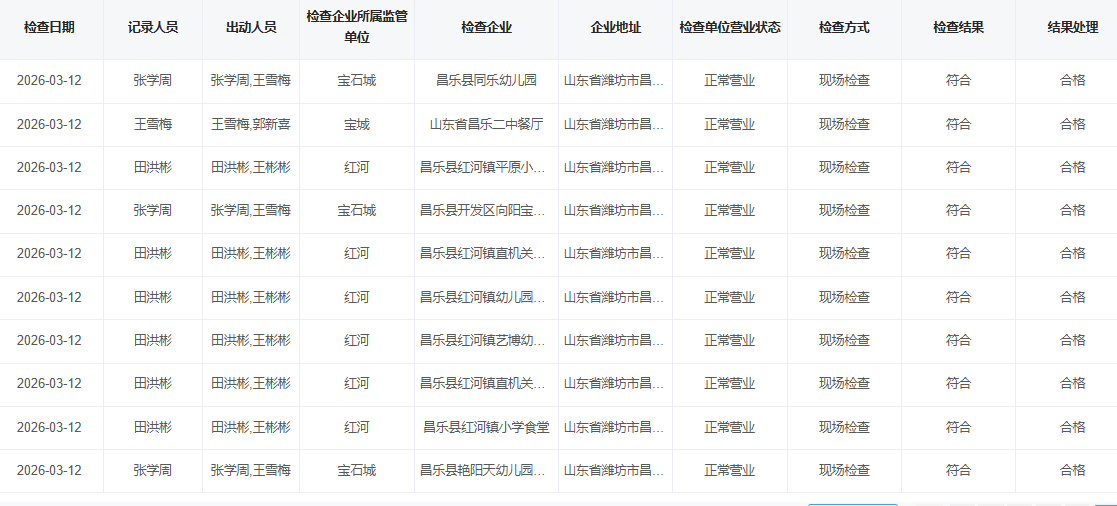 检查日期 记录人员 出动人员 检查企业所属监管单位 检查企业 企业地址 检查单位营业状态 检查方式 检查结果 结果处理
2026-03-12 张学周 张学周,王雪梅 宝石城 昌乐县同乐幼儿园 山东省潍坊市昌... 正常营业 现场检查 符合 合格
2026-03-12 王雪梅 王雪梅,郭新喜 宝城 山东省昌乐二中餐厅 山东省潍坊市昌... 正常营业 现场检查 符合 合格
2026-03-12 田洪彬 田洪彬,王彬彬 红河 昌乐县红河镇平原小... 山东省潍坊市昌... 正常营业 现场检查 符合 合格
2026-03-12 张学周 张学周,王雪梅 宝石城 昌乐县开发区向阳宝... 山东省潍坊市昌... 正常营业 现场检查 符合 合格
2026-03-12 田洪彬 田洪彬,王彬彬 红河 昌乐县红河镇直机关... 山东省潍坊市昌... 正常营业 现场检查 符合 合格
2026-03-12 田洪彬 田洪彬,王彬彬 红河 昌乐县红河镇幼儿园... 山东省潍坊市昌... 正常营业 现场检查 符合 合格
2026-03-12 田洪彬 田洪彬,王彬彬 红河 昌乐县红河镇艺博幼... 山东省潍坊市昌... 正常营业 现场检查 符合 合格
2026-03-12 田洪彬 田洪彬,王彬彬 红河 昌乐县红河镇直机关... 山东省潍坊市昌... 正常营业 现场检查 符合 合格
2026-03-12 田洪彬 田洪彬,王彬彬 红河 昌乐县红河镇小学食堂 山东省潍坊市昌... 正常营业 现场检查 符合 合格
2026-03-12 张学周 张学周,王雪梅 宝石城 昌乐县艳阳天幼儿园... 山东省潍坊市昌... 正常营业 现场检查 符合 合格